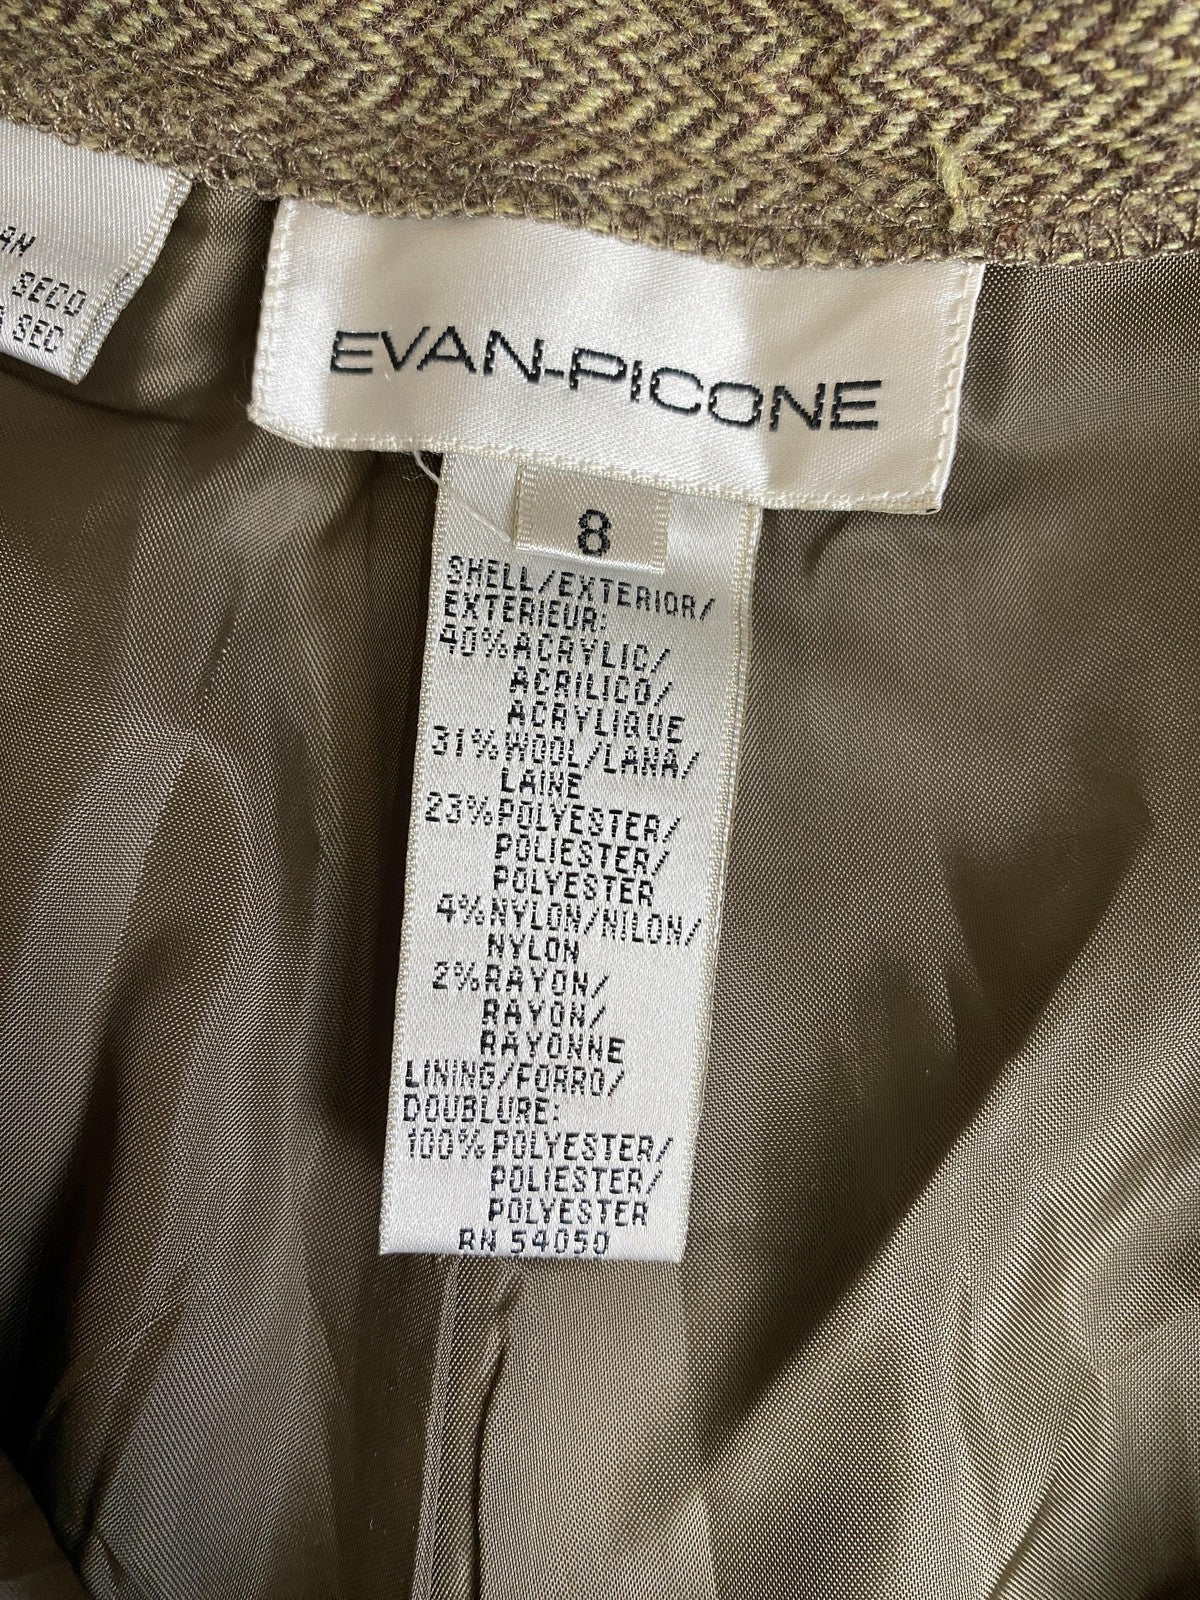 AN
SECO
SEC
EVAN-PICONE
8
SHELL/EXTERIOR/
EXTERIEUR:
40%ACRYLIC/
ACRILICO/
ACRYLIQUE
31%WOOL/LANA/
LAINE
23%POLYESTER/
POLIESTER/
POLYESTER
4%NYLON/NILON/
NYLON
2%RAYON/
RAYON/
RAYONNE
LINING/FORRO/
DOUBLURE:
100%POLYESTER/
POLIESTER/
POLYESTER
RN 54050